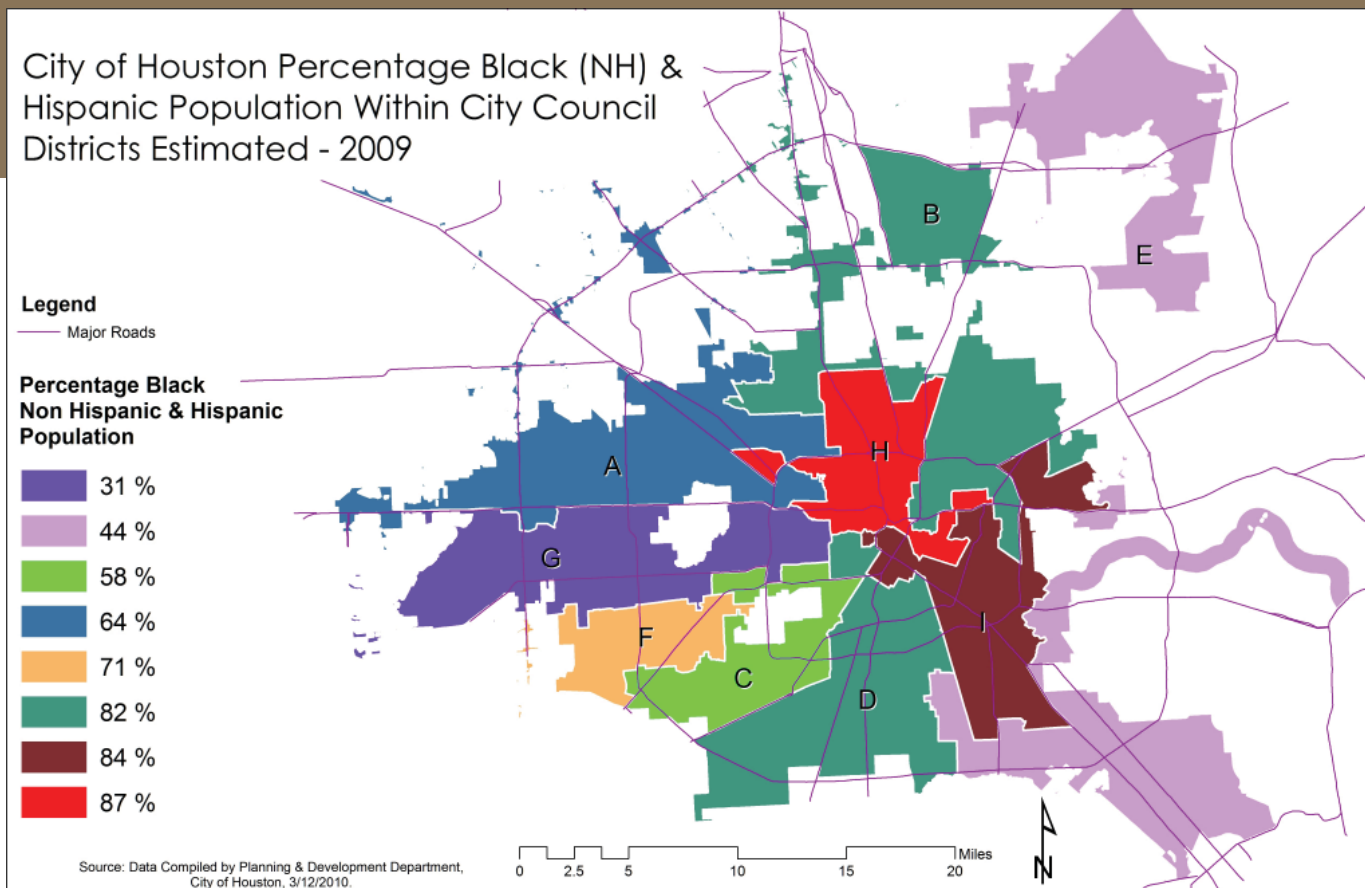 City of Houston Percentage Black (NH) &
Hispanic Population Within City Council
Districts Estimated - 2009
B
E
Legend
Major Roads
Percentage Black
Non Hispanic & Hispanic
Population
31 %
44 %
58 %
64 %
71 %
82 %
84 %
87 %
H
A
G
F
I
C
D
Source: Data Compiled by Planning & Development Department,
City of Houston, 3/12/2010.
0 2.5 5 10 15 20 Miles
N